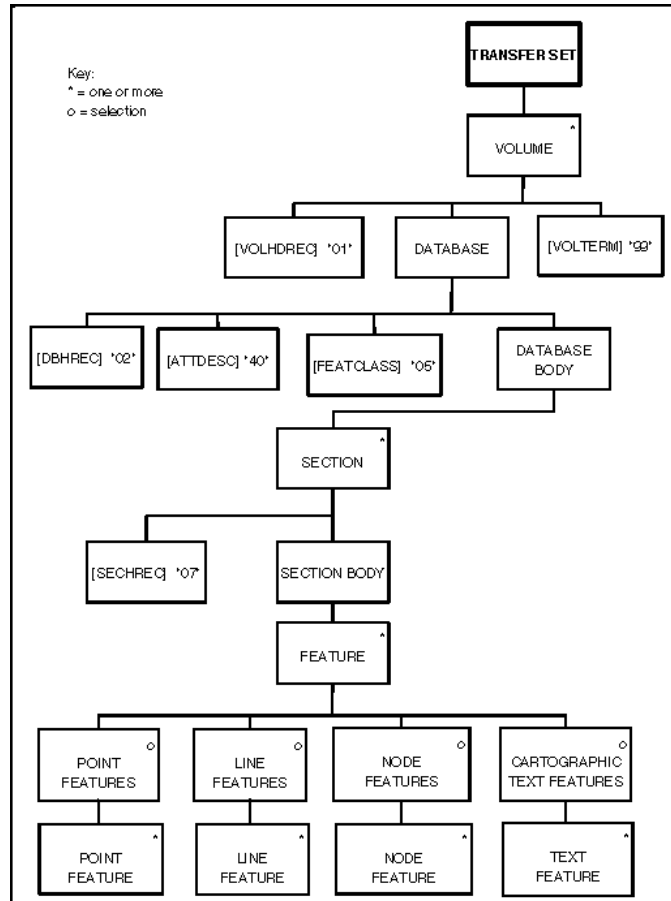 TRANSFER SET
Key:
* = one or more
o = selection
*
VOLUME
[VOLHDREC] '01'
DATABASE
[VOLTERM] '99'
[DBHREC] '02'
[ATTDESC] '40'
[FEATCLASS] '05'
DATABASE
BODY
*
SECTION
[SECHREC] '07'
SECTION BODY
*
FEATURE
o
POINT
FEATURES
o
LINE
FEATURES
o
NODE
FEATURES
o
CARTOGRAPHIC
TEXT FEATURES
*
POINT
FEATURE
*
LINE
FEATURE
*
NODE
FEATURE
*
TEXT
FEATURE